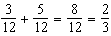 3/12 + 5/12 = 8/12 = 2/3